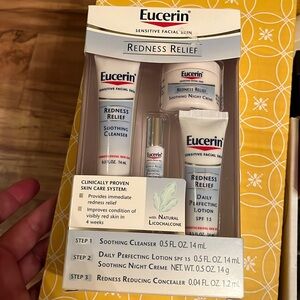 Eucerin
SENSITIVE FACIAL SKIN
REDNESS RELIEF
Eucerin
SENSITIVE FACIAL SKIN
REDNESS
RELIEF
SOOTHING
CLEANSER
Eucerin
REDNESS RELIEF
SOOTHING NIGHT CREME
Eucerin
REDNESS
RELIEF
Eucerin
REDNESS
RELIEF
DAILY
PERFECTING
LOTION
SPF 15
CLINICALLY PROVEN
SKIN CARE SYSTEM:
• Provides immediate
redness relief
• Improves condition of
visibly red skin in
4 weeks
with NATURAL
LICOCHALCONE
STEP 1 SOOTHING CLEANSER 0.5 FL. OZ. 14 mL
STEP 2 DAILY PERFECTING LOTION SPF 15 0.5 FL. OZ. 14mL
SOOTHING NIGHT CREME NET. WT. 0.5 OZ. 14 g
STEP 3 REDNESS REDUCING CONCEALER 0.04 FL OZ. 1.2 mL